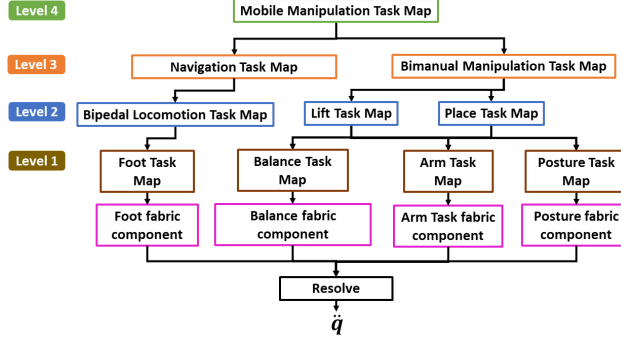 Level 4
Mobile Manipulation Task Map
Level 3
Navigation Task Map
Bimanual Manipulation Task Map
Level 2
Bipedal Locomotion Task Map
Lift Task Map
Place Task Map
Level 1
Foot Task
Map
Balance Task
Map
Arm Task
Map
Posture Task
Map
Foot fabric
component
Balance fabric
component
Arm Task fabric
component
Posture fabric
component
Resolve
q̈